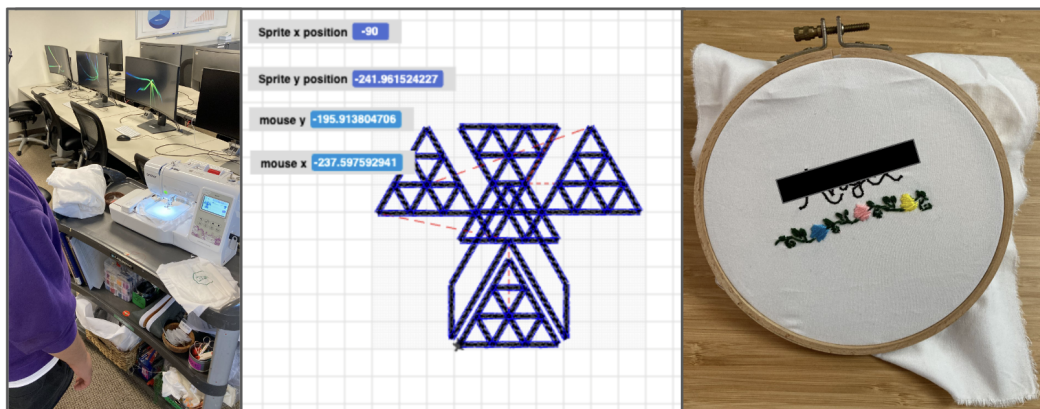 Sprite x position -90
Sprite y position -241.961524227
mouse y -195.913804706
mouse x -237.597592941